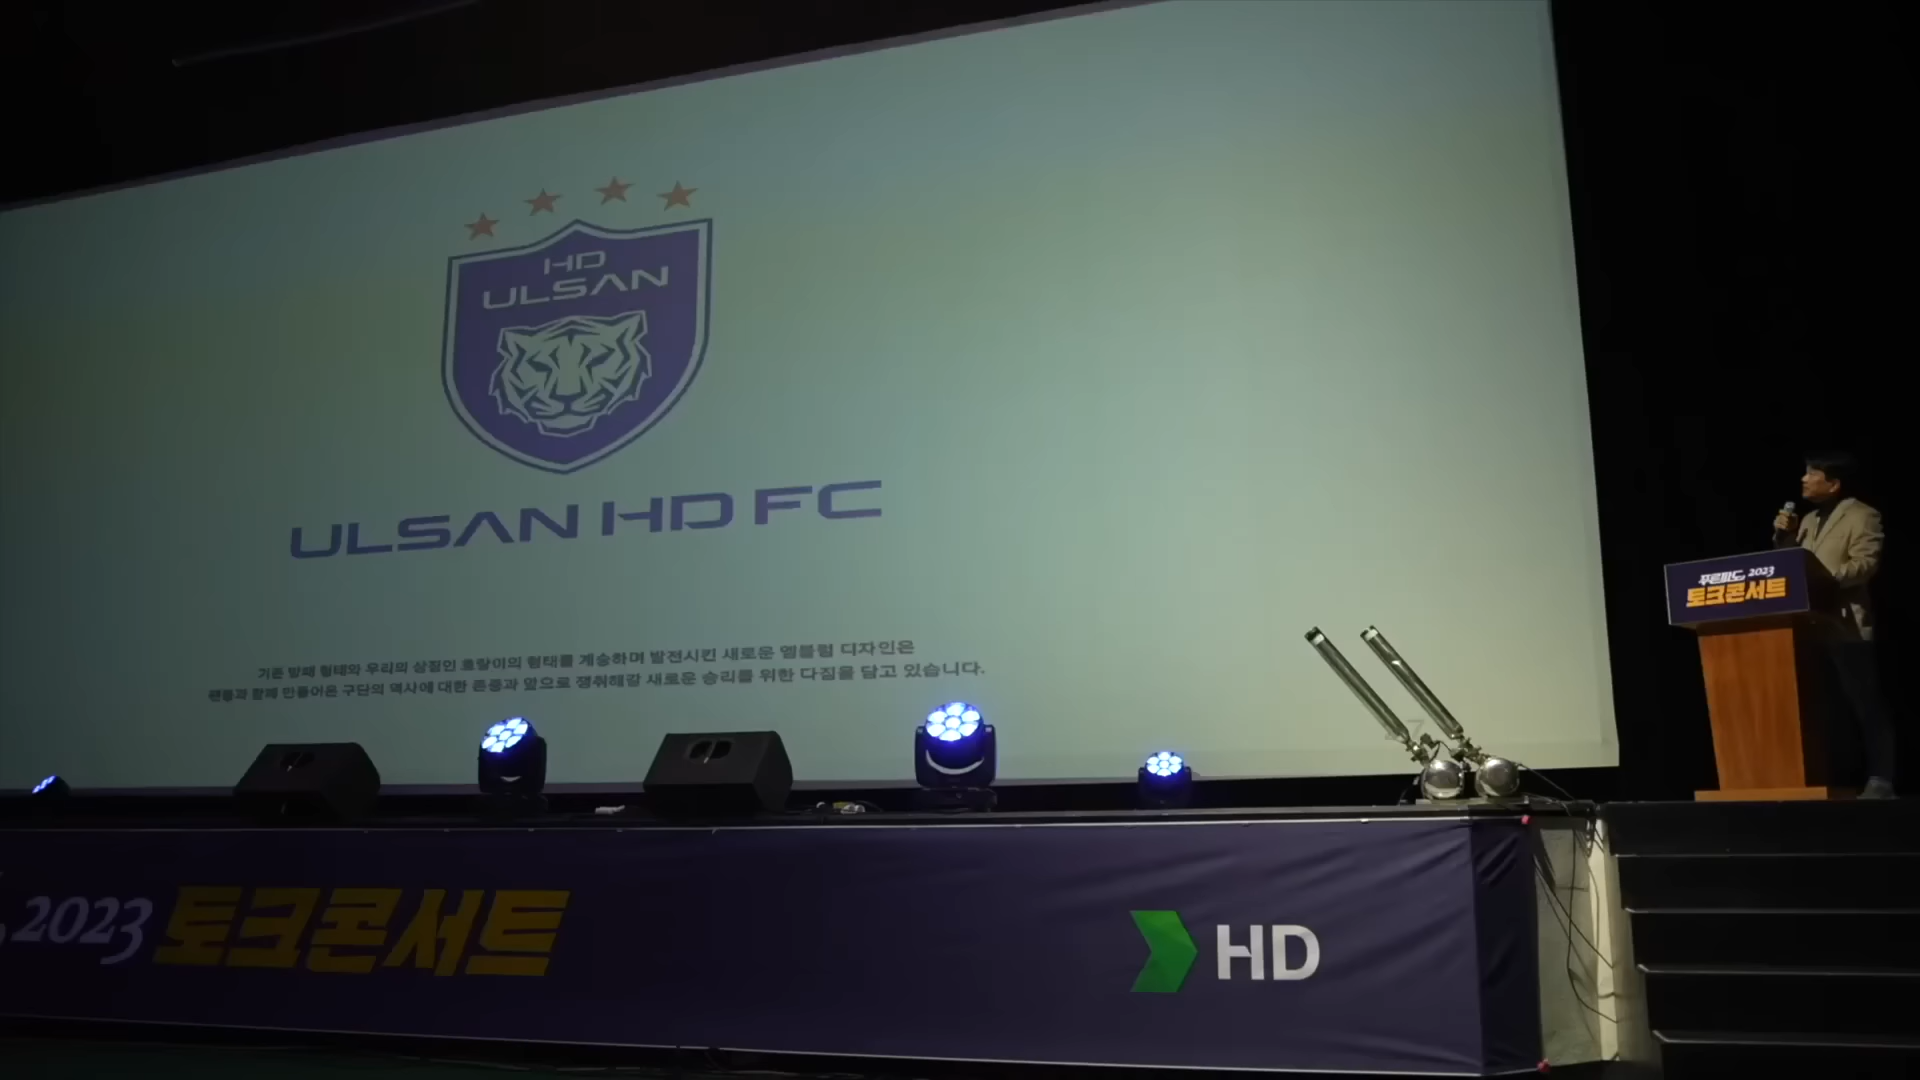 HD
ULSAN
ULSAN HD FC
기존 방패 형태와 우리의 상징인 호랑이의 형태를 계승하며 발전시킨 새로운 엠블럼 디자인은
팬들과 함께 만들어온 구단의 역사에 대한 존중과 앞으로 쟁취해갈 새로운 승리를 위한 다짐을 담고 있습니다.
7
푸른파도 2023
토크콘서트
2023 토크콘서트
HD